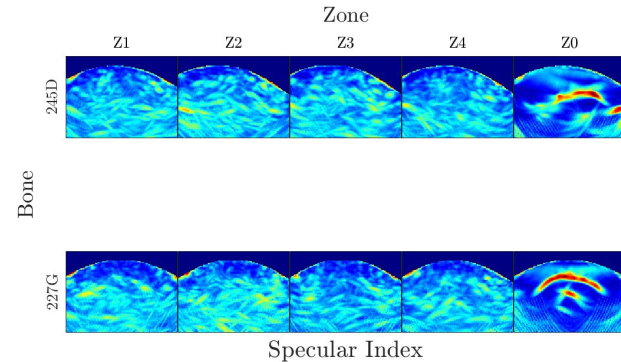 Zone
Z1 Z2 Z3 Z4 Z0
245D
Bone
227G
Specular Index